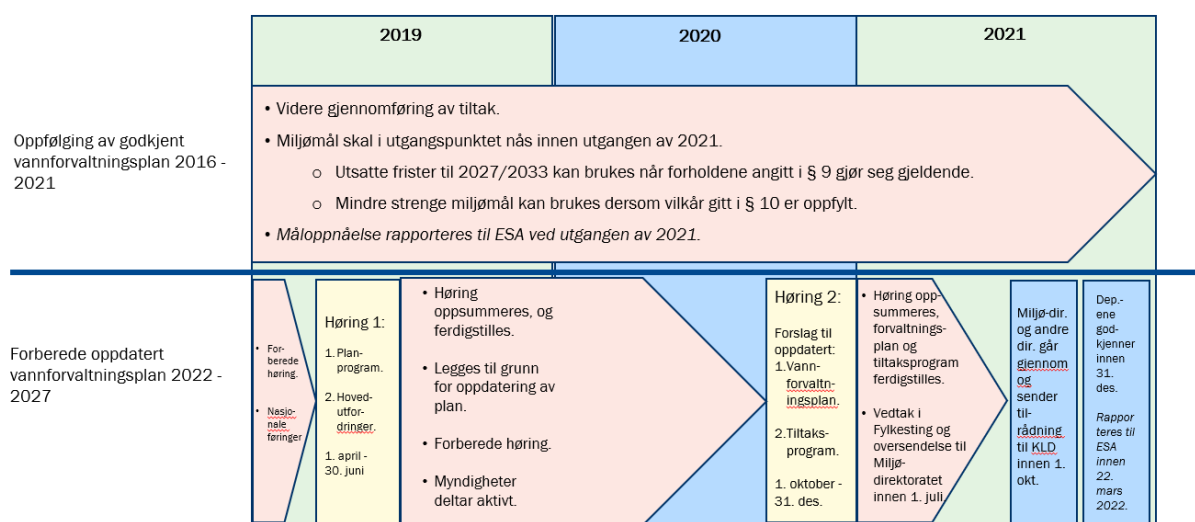 2019
2020
2021
Oppfølging av godkjent
vannforvaltningsplan 2016 -
2021
• Videre gjennomføring av tiltak.
• Miljømål skal i utgangspunktet nås innen utgangen av 2021.
o Utsatte frister til 2027/2033 kan brukes når forholdene angitt i § 9 gjør seg gjeldende.
o Mindre strenge miljømål kan brukes dersom vilkår gitt i § 10 er oppfylt.
• Måloppnåelse rapporteres til ESA ved utgangen av 2021.
Forberede oppdatert
vannforvaltningsplan 2022 -
2027
• For-
berede
høring.
• Nasjo-
nale
føringer
Høring 1:
1. Plan-
program.
2. Hoved-
utfor-
dringer.
1. april -
30. juni
• Høring
oppsummeres, og
ferdigstilles.
• Legges til grunn
for oppdatering av
plan.
• Forberede høring.
• Myndigheter
deltar aktivt.
Høring 2:
Forslag til
oppdatert:
1.Vann-
forvaltn-
ingsplan.
2.Tiltaks-
program.
1. oktober -
31. des.
• Høring opp-
summeres,
forvaltnings-
plan og
tiltaksprogram
ferdigstilles.
• Vedtak i
Fylkesting og
oversendelse til
Miljø-
direktoratet
innen 1. juli.
Miljø-dir.
og andre
dir. går
gjennom
og
sender
til-
rådning
til KLD
innen 1.
okt.
Dep.-
ene
god-
kjenner
innen
31.
des.
Rappor
teres til
ESA
innen
22.
mars
2022.